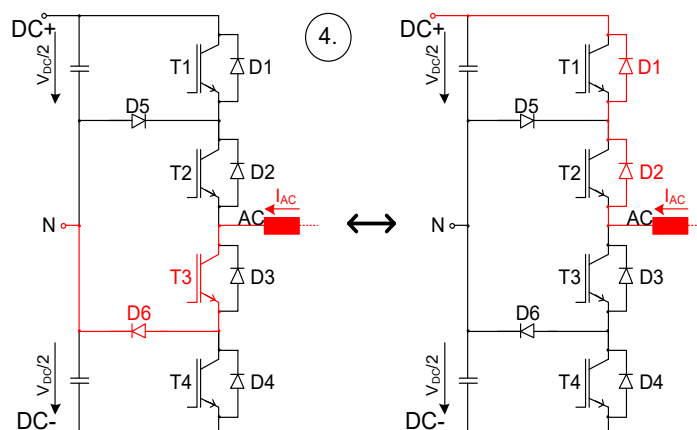 DC+
V_DC/2
T1
D1
D5
T2
D2
I_AC
N
AC
T3
D3
D6
V_DC/2
T4
D4
DC-
4.
DC+
V_DC/2
T1
D1
D5
T2
D2
I_AC
N
AC
T3
D3
D6
V_DC/2
T4
D4
DC-